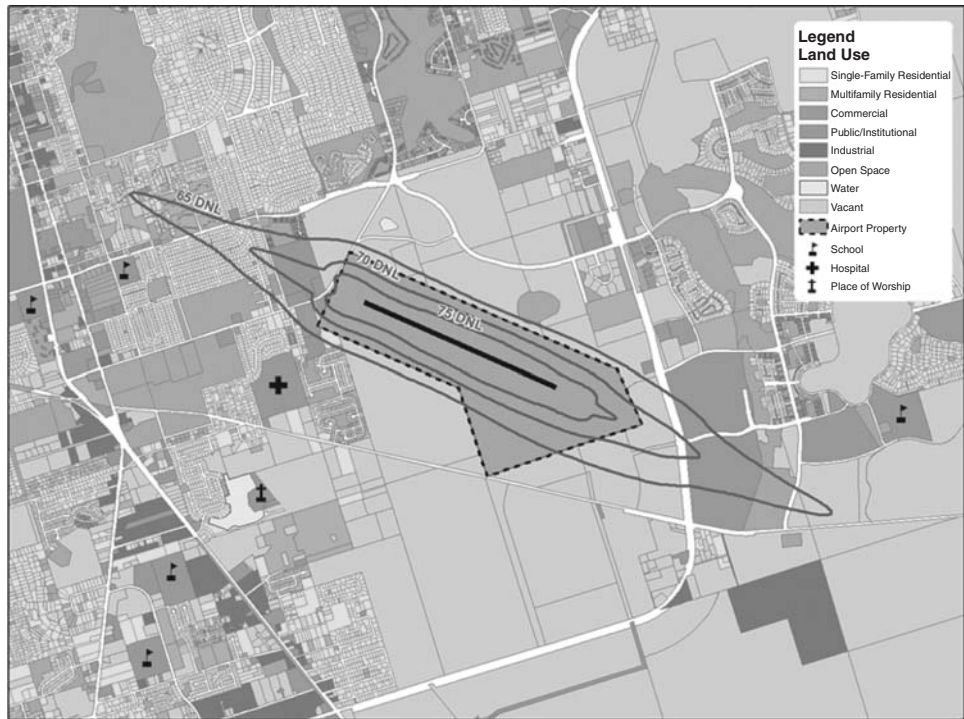 Legend
Land Use
Single-Family Residential
Multifamily Residential
Commercial
Public/Institutional
Industrial
Open Space
Water
Vacant
Airport Property
School
Hospital
Place of Worship
65 DNL
70 DNL
75 DNL